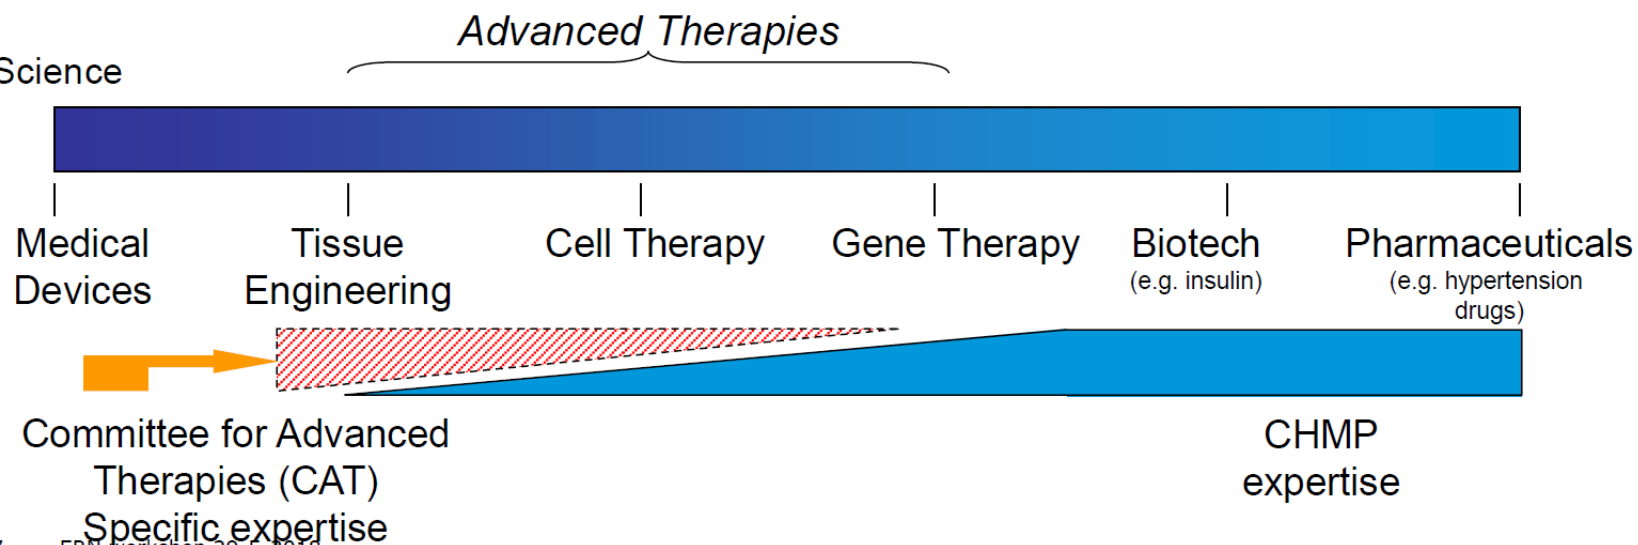 Advanced Therapies
Science
Medical
Devices
Tissue
Engineering
Cell Therapy
Gene Therapy
Biotech
(e.g. insulin)
Pharmaceuticals
(e.g. hypertension
drugs)
Committee for Advanced
Therapies (CAT)
Specific expertise
CHMP
expertise